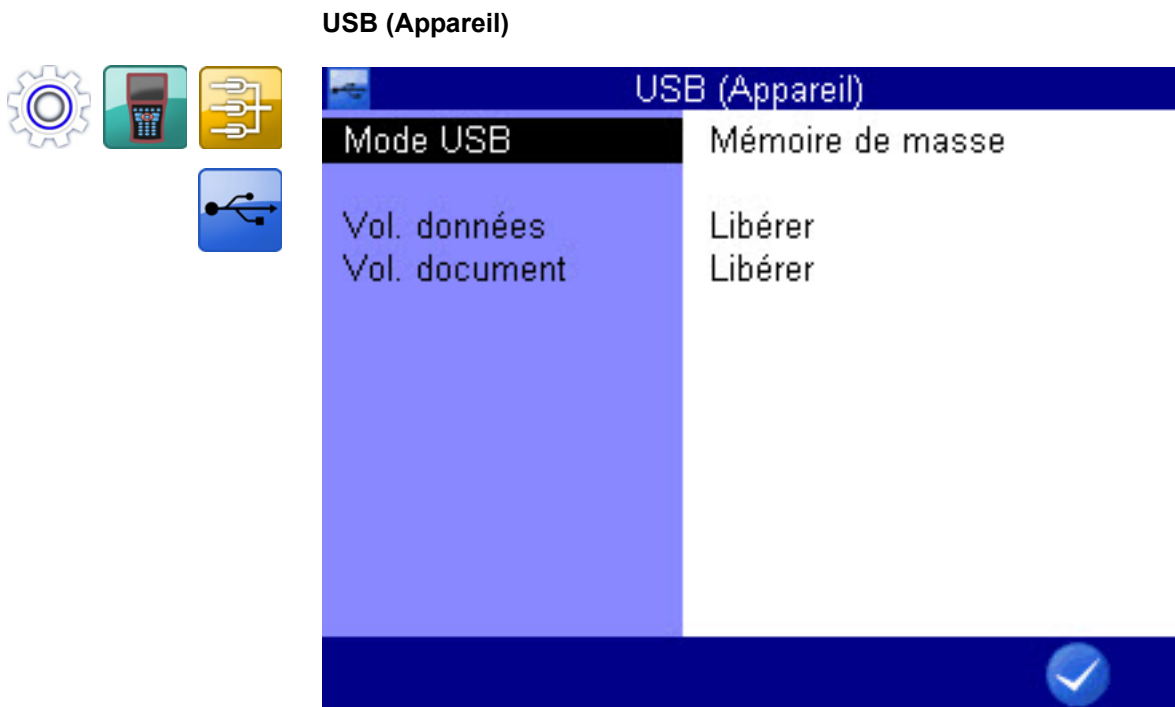 USB (Appareil)
USB (Appareil)
Mode USB Mémoire de masse
Vol. données Libérer
Vol. document Libérer